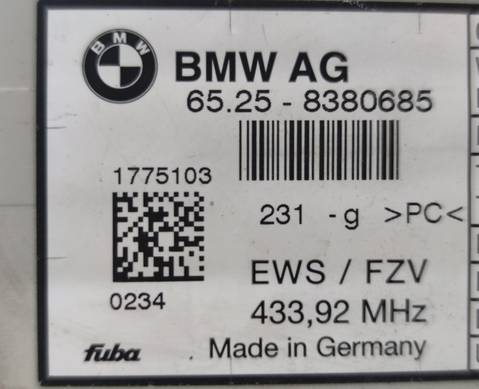 BMW
BMW AG
65.25 - 8380685
1775103
231 -g >PC<
EWS / FZV
0234
433,92 MHz
fuba
Made in Germany